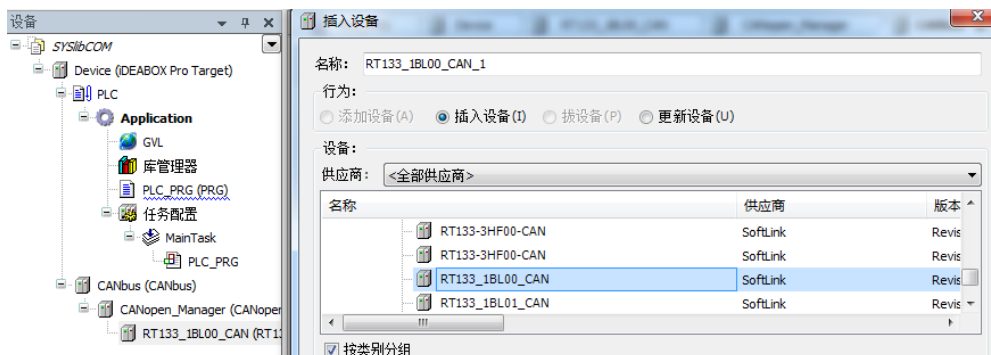 设备
SYSlibCOM
Device (iDEABOX Pro Target)
PLC
Application
GVL
库管理器
PLC_PRG (PRG)
任务配置
MainTask
PLC_PRG
CANbus (CANbus)
CANopen_Manager (CANoper
RT133_1BL00_CAN (RT1
插入设备
名称: RT133_1BL00_CAN_1
行为:
添加设备(A) 插入设备(I) 拔设备(P) 更新设备(U)
设备:
供应商: <全部供应商>
名称 供应商 版本
RT133-3HF00-CAN SoftLink Revis
RT133-3HF00-CAN SoftLink Revis
RT133_1BL00_CAN SoftLink Revis
RT133_1BL01_CAN SoftLink Revis
按类别分组